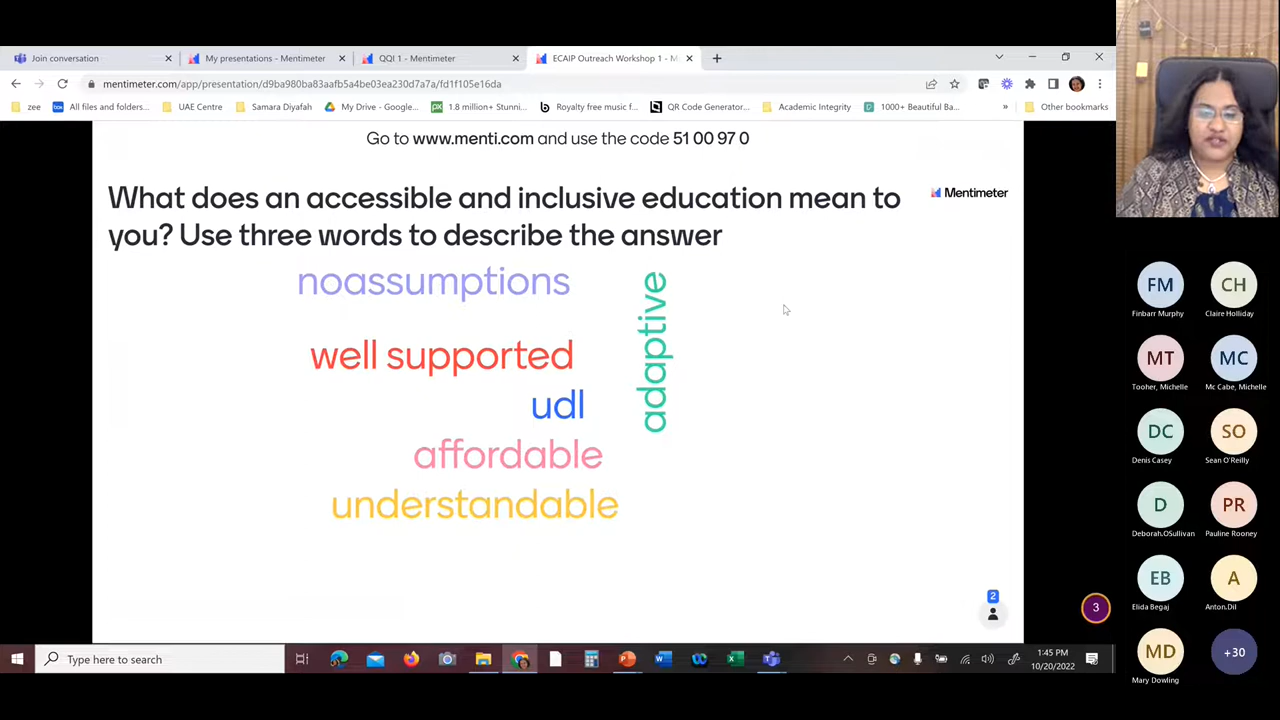 Join conversation
My presentations - Mentimeter
QQI 1 - Mentimeter
ECAIP Outreach Workshop 1 - M
mentimeter.com/app/presentation/d9ba980ba83aafb5a4be03ea230d7a7a/fd1f105e16da
zee
All files and folders...
UAE Centre
Samara Diyafah
My Drive - Google...
1.8 million+ Stunni...
Royalty free music f...
QR Code Generator...
Academic Integrity
1000+ Beautiful Ba...
»
Other bookmarks
Go to www.menti.com and use the code 51 00 97 0
What does an accessible and inclusive education mean to
you? Use three words to describe the answer
Mentimeter
noassumptions
adaptive
well supported
udl
affordable
understandable
2
3
Type here to search
1:45 PM
10/20/2022
FM
Finbarr Murphy
CH
Claire Holliday
MT
Tooher, Michelle
MC
Mc Cabe, Michelle
DC
Denis Casey
SO
Sean O'Reilly
D
Deborah.OSullivan
PR
Pauline Rooney
EB
Elida Begaj
A
Anton.Dil
MD
Mary Dowling
+30